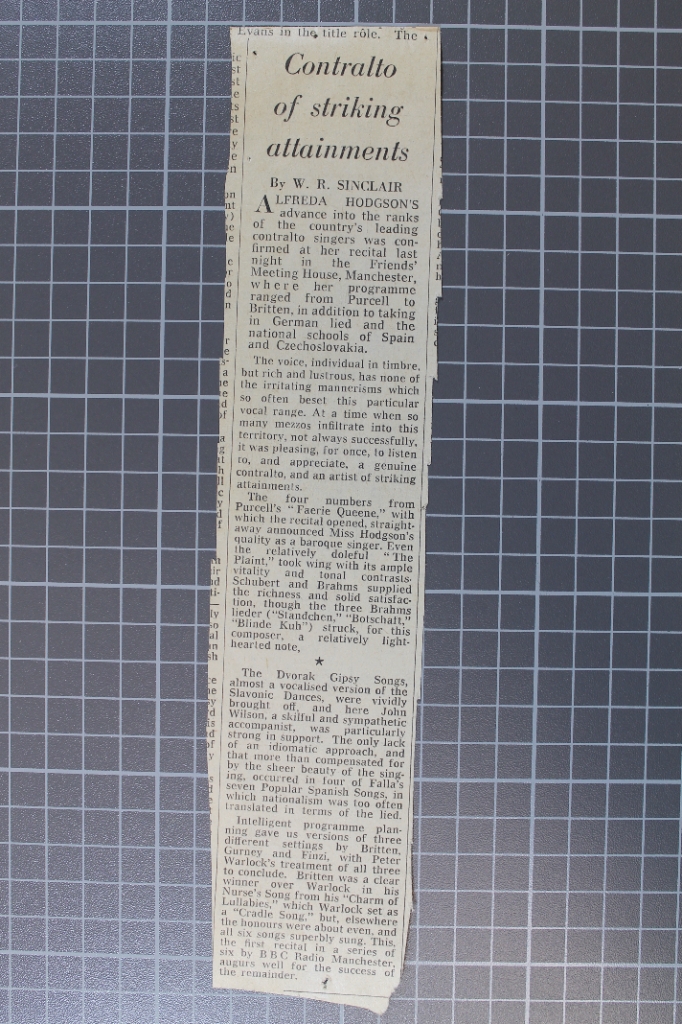 Evans in the title rôle. The
Contralto
of striking
attainments
By W. R. SINCLAIR
ALFREDA HODGSON'S
advance into the ranks
of the country's leading
contralto singers was con-
firmed at her recital last
night in the Friends'
Meeting House, Manchester,
where her programme
ranged from Purcell to
Britten, in addition to taking
in German lied and the
national schools of Spain
and Czechoslovakia.
The voice, individual in timbre,
but rich and lustrous, has none of
the irritating mannerisms which
so often beset this particular
vocal range. At a time when so
many mezzos infiltrate into this
territory, not always successfully,
it was pleasing, for once, to listen
to, and appreciate, a genuine
contralto, and an artist of striking
attainments.
The four numbers from
Purcell's "Faerie Queene," with
which the recital opened, straight-
away announced Miss Hodgson's
quality as a baroque singer. Even
the relatively doleful "The
Plaint," took wing with its ample
vitality and tonal contrasts.
Schubert and Brahms supplied
the richness and solid satisfac-
tion, though the three Brahms
lieder ("Standchen," "Botschaft,"
"Blinde Kuh") struck, for this
composer, a relatively light-
hearted note.
★
The Dvorak Gipsy Songs,
almost a vocalised version of the
Slavonic Dances, were vividly
brought off, and here John
Wilson, a skilful and sympathetic
accompanist, was particularly
strong in support. The only lack
of an idiomatic approach, and
that more than compensated for
by the sheer beauty of the sing-
ing, occurred in four of Falla's
seven Popular Spanish Songs, in
which nationalism was too often
translated in terms of the lied.
Intelligent programme plan-
ning gave us versions of three
different settings by Britten,
Gurney and Finzi, with Peter
Warlock's treatment of all three
to conclude. Britten was a clear
winner over Warlock in his
Nurse's Song from his "Charm of
Lullabies," which Warlock set as
a "Cradle Song," but, elsewhere
the honours were about even, and
all six songs superbly sung. This,
the first recital in a series of
six by BBC Radio Manchester,
augurs well for the success of
the remainder.